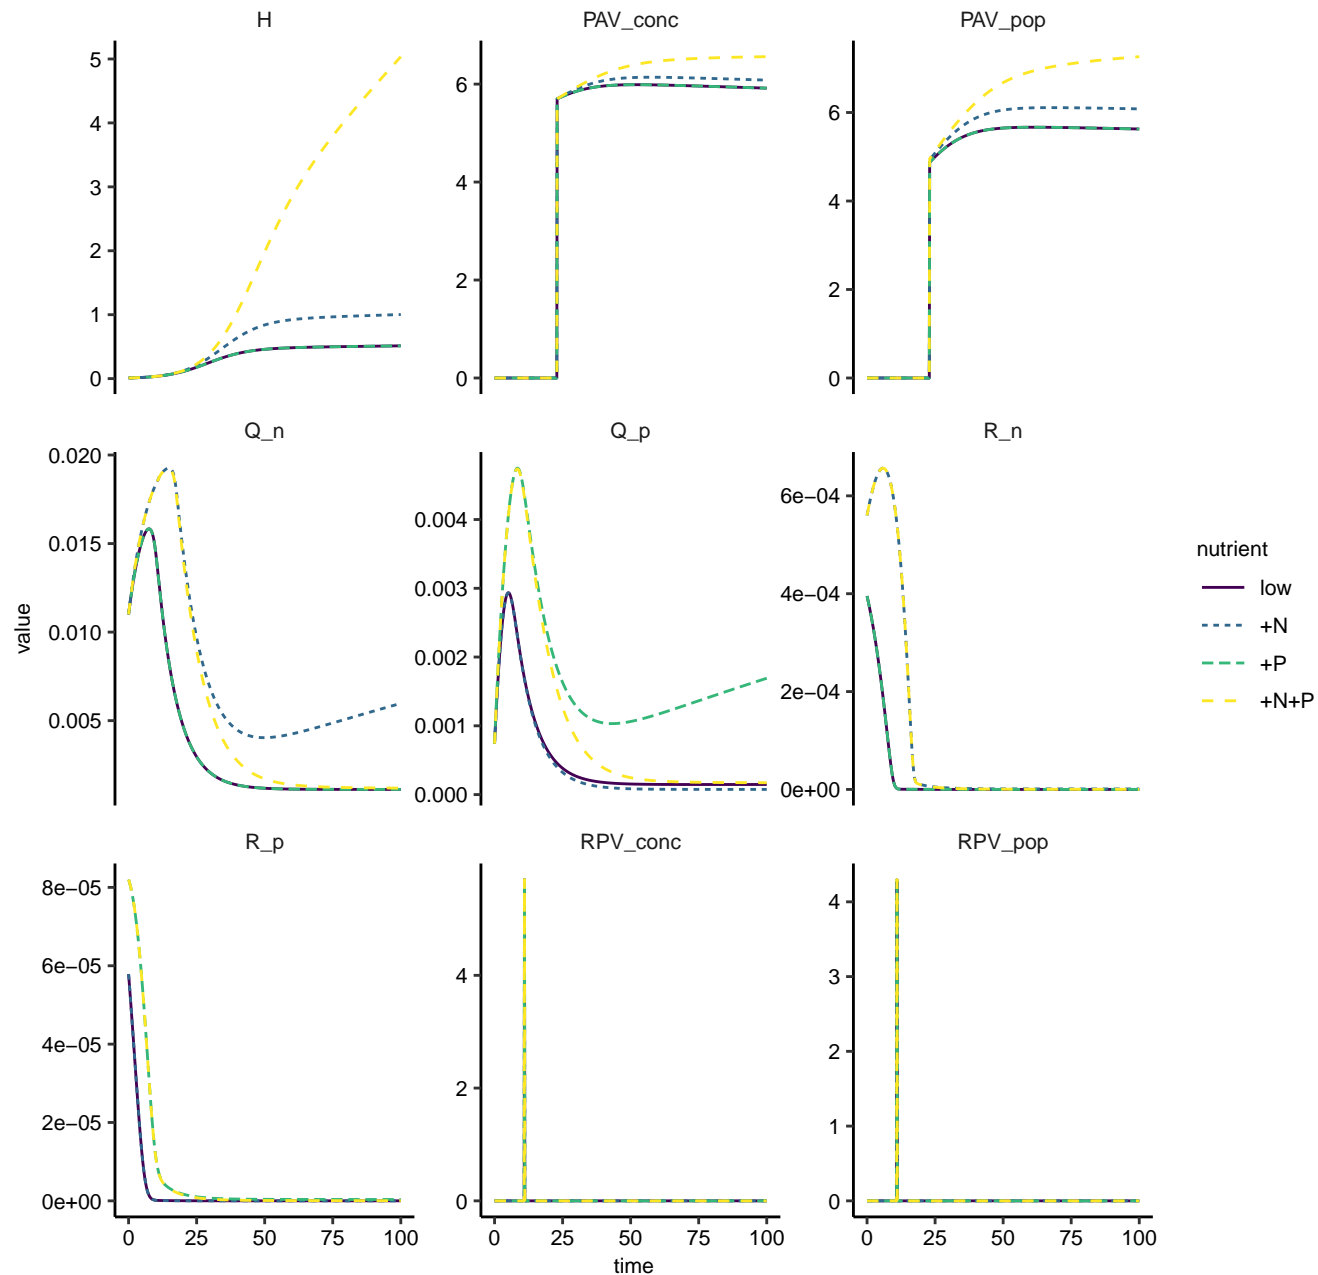 H
PAV_conc
PAV_pop
5
4
3
2
1
0
6
4
2
0
6
4
2
0
Q_n
Q_p
R_n
0.020
0.015
0.010
0.005
0.004
0.003
0.002
0.001
0.000
6e−04
4e−04
2e−04
0e+00
R_p
RPV_conc
RPV_pop
8e−05
6e−05
4e−05
2e−05
0e+00
4
2
0
4
3
2
1
0
0 25 50 75 100
0 25 50 75 100
0 25 50 75 100
time
value
nutrient
low
+N
+P
+N+P